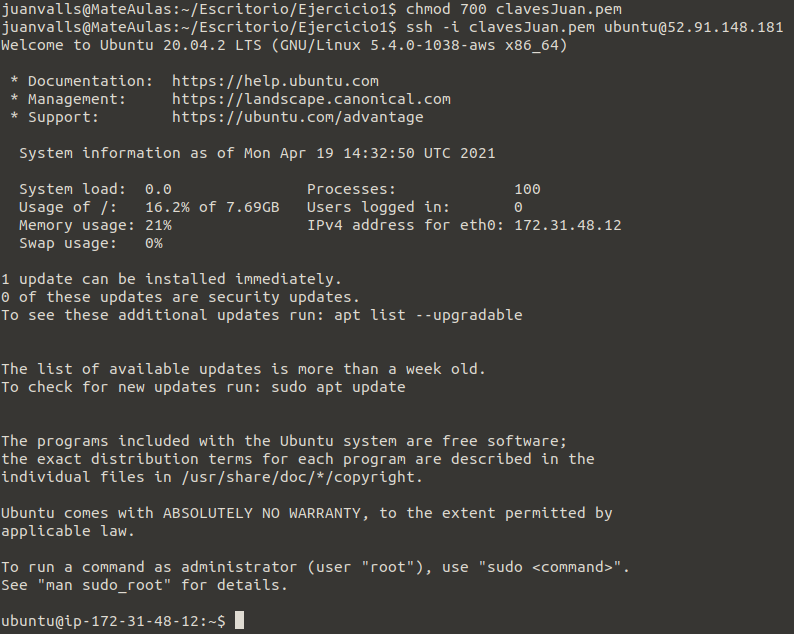 juanvalls@MateAulas:~/Escritorio/Ejercicio1$ chmod 700 clavesJuan.pem
juanvalls@MateAulas:~/Escritorio/Ejercicio1$ ssh -i clavesJuan.pem ubuntu@52.91.148.181
Welcome to Ubuntu 20.04.2 LTS (GNU/Linux 5.4.0-1038-aws x86_64)
* Documentation:  https://help.ubuntu.com
* Management:     https://landscape.canonical.com
* Support:        https://ubuntu.com/advantage
System information as of Mon Apr 19 14:32:50 UTC 2021
System load:  0.0               Processes:             100
Usage of /:   16.2% of 7.69GB   Users logged in:       0
Memory usage: 21%               IPv4 address for eth0: 172.31.48.12
Swap usage:   0%
1 update can be installed immediately.
0 of these updates are security updates.
To see these additional updates run: apt list --upgradable
The list of available updates is more than a week old.
To check for new updates run: sudo apt update
The programs included with the Ubuntu system are free software;
the exact distribution terms for each program are described in the
individual files in /usr/share/doc/*/copyright.
Ubuntu comes with ABSOLUTELY NO WARRANTY, to the extent permitted by
applicable law.
To run a command as administrator (user "root"), use "sudo <command>".
See "man sudo_root" for details.
ubuntu@ip-172-31-48-12:~$